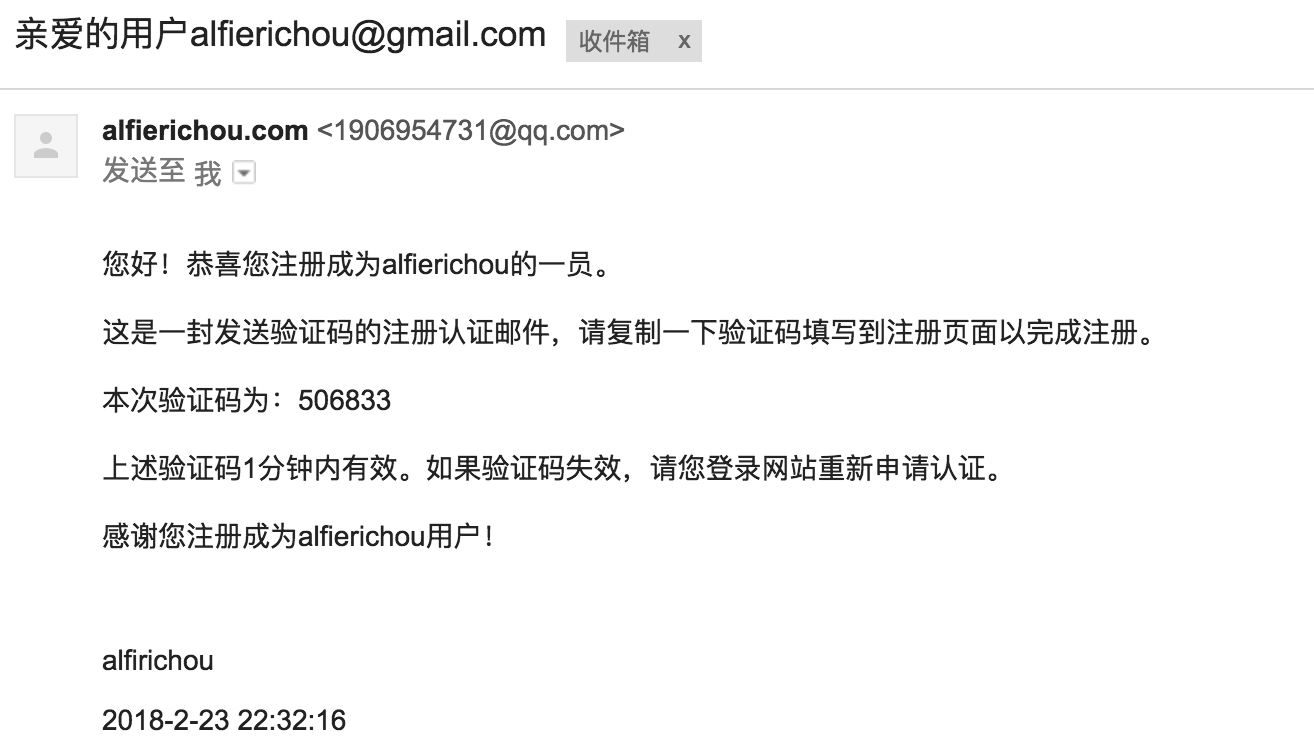 亲爱的用户alfierichou@gmail.com 收件箱 x
alfierichou.com <1906954731@qq.com>
发送至 我
您好！恭喜您注册成为alfierichou的一员。
这是一封发送验证码的注册认证邮件，请复制一下验证码填写到注册页面以完成注册。
本次验证码为：506833
上述验证码1分钟内有效。如果验证码失效，请您登录网站重新申请认证。
感谢您注册成为alfierichou用户！
alfirichou
2018-2-23 22:32:16